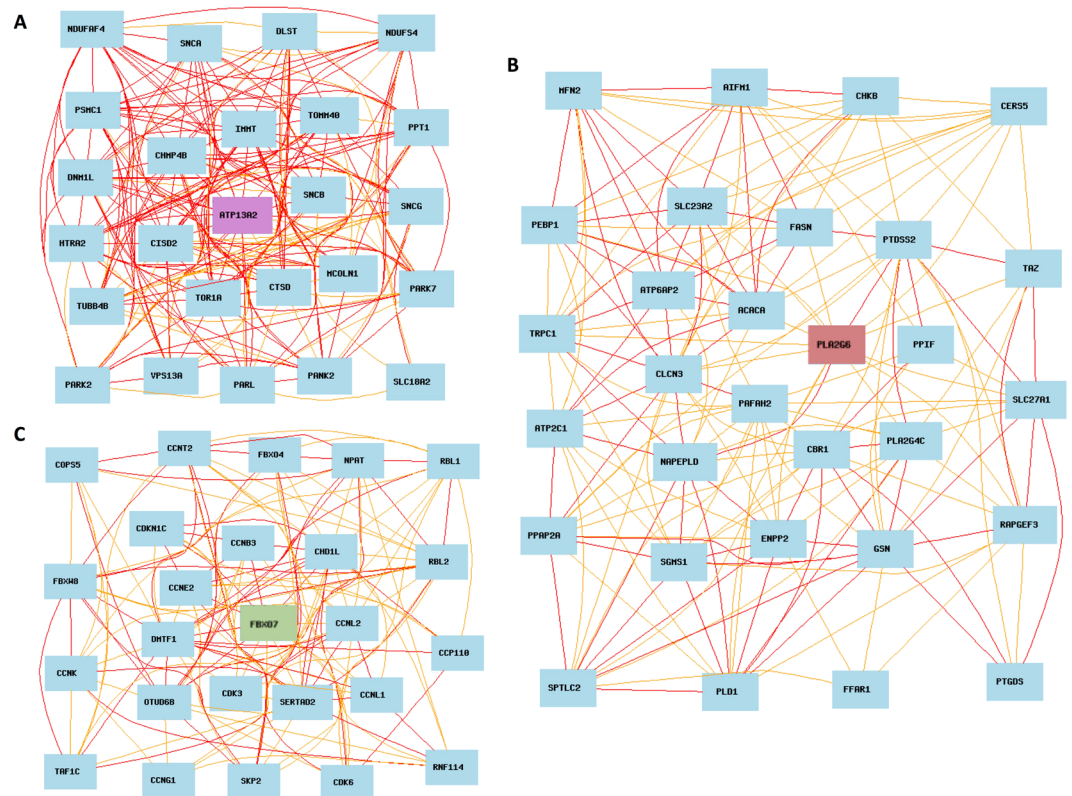 A
NDUFAF4
SNCA
DLST
NDUFS4
PSMC1
IMMT
TOMM40
PPT1
CHMP4B
DNM1L
SNCB
SNCG
ATP13A2
HTRA2
CISD2
MCOLN1
CTSD
PARK7
TUBB4B
TOR1A
PARK2
VPS13A
PARL
PANK2
SLC18A2
B
MFN2
AIFM1
CHKB
CERS5
SLC23A2
PEBP1
FASN
PTDSS2
TAZ
ATP6AP2
ACACA
TRPC1
PLA2G6
PPIF
CLCN3
PAFAH2
SLC27A1
ATP2C1
PLA2G4C
NAPEPLD
CBR1
PPAP2A
RAPGEF3
ENPP2
GSN
SGMS1
SPTLC2
PLD1
FFAR1
PTGDS
C
COPS5
CCNT2
FBXO4
NPAT
RBL1
CDKN1C
CCNB3
CHD1L
RBL2
FBXW8
CCNE2
FBXO7
CCNL2
DMTF1
CCP110
CCNK
OTUD6B
CDK3
SERTAD2
CCNL1
TAF1C
CCNG1
SKP2
CDK6
RNF114